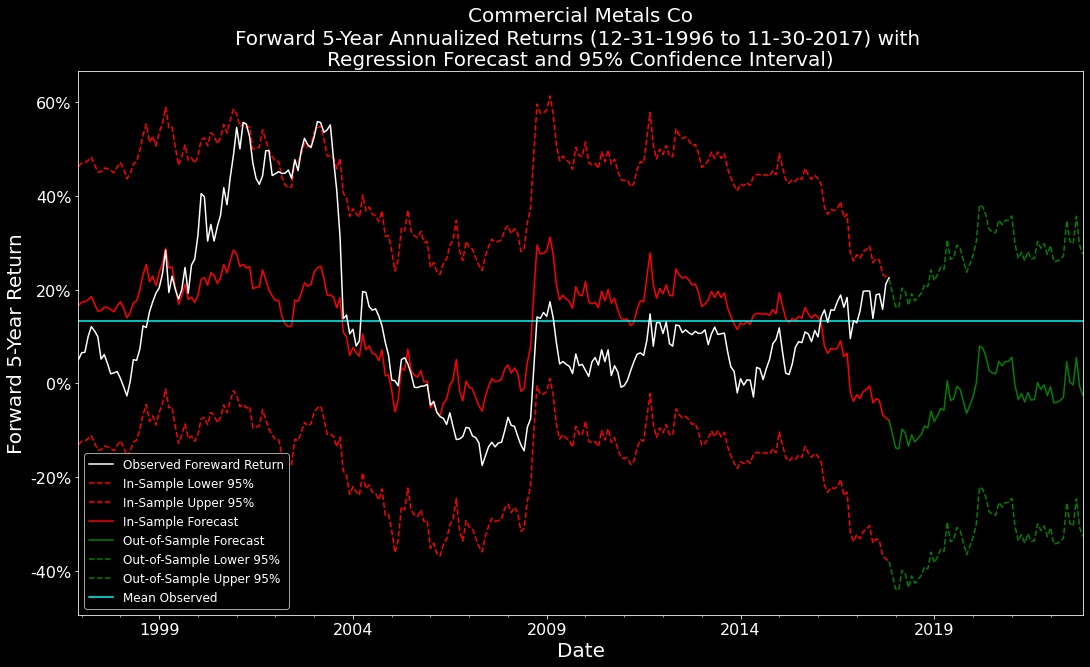 Commercial Metals Co
Forward 5-Year Annualized Returns (12-31-1996 to 11-30-2017) with
Regression Forecast and 95% Confidence Interval)
Forward 5-Year Return
60%
40%
20%
0%
-20%
-40%
Observed Foreward Return
In-Sample Lower 95%
In-Sample Upper 95%
In-Sample Forecast
Out-of-Sample Forecast
Out-of-Sample Lower 95%
Out-of-Sample Upper 95%
Mean Observed
1999 2004 2009 2014 2019
Date